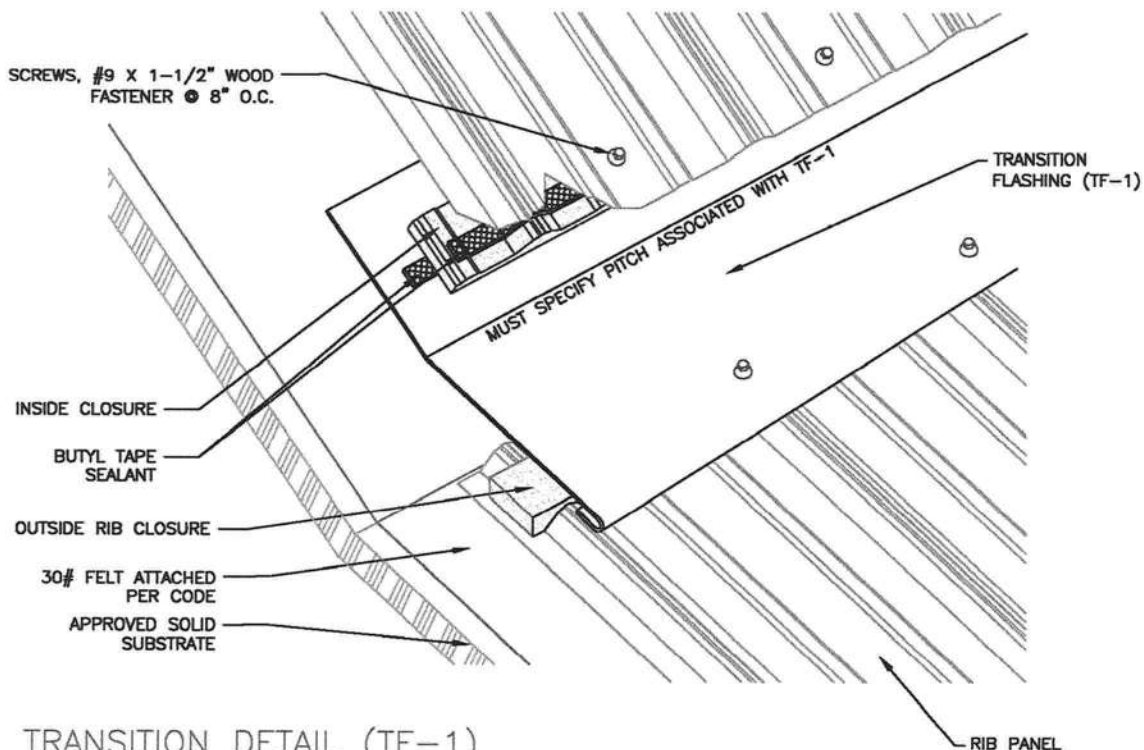 SCREWS, #9 X 1-1/2" WOOD
FASTENER @ 8" O.C.
TRANSITION
FLASHING (TF-1)
MUST SPECIFY PITCH ASSOCIATED WITH TF-1
INSIDE CLOSURE
BUTYL TAPE
SEALANT
OUTSIDE RIB CLOSURE
30# FELT ATTACHED
PER CODE
APPROVED SOLID
SUBSTRATE
RIB PANEL
TRANSITION DETAIL (TF-1)